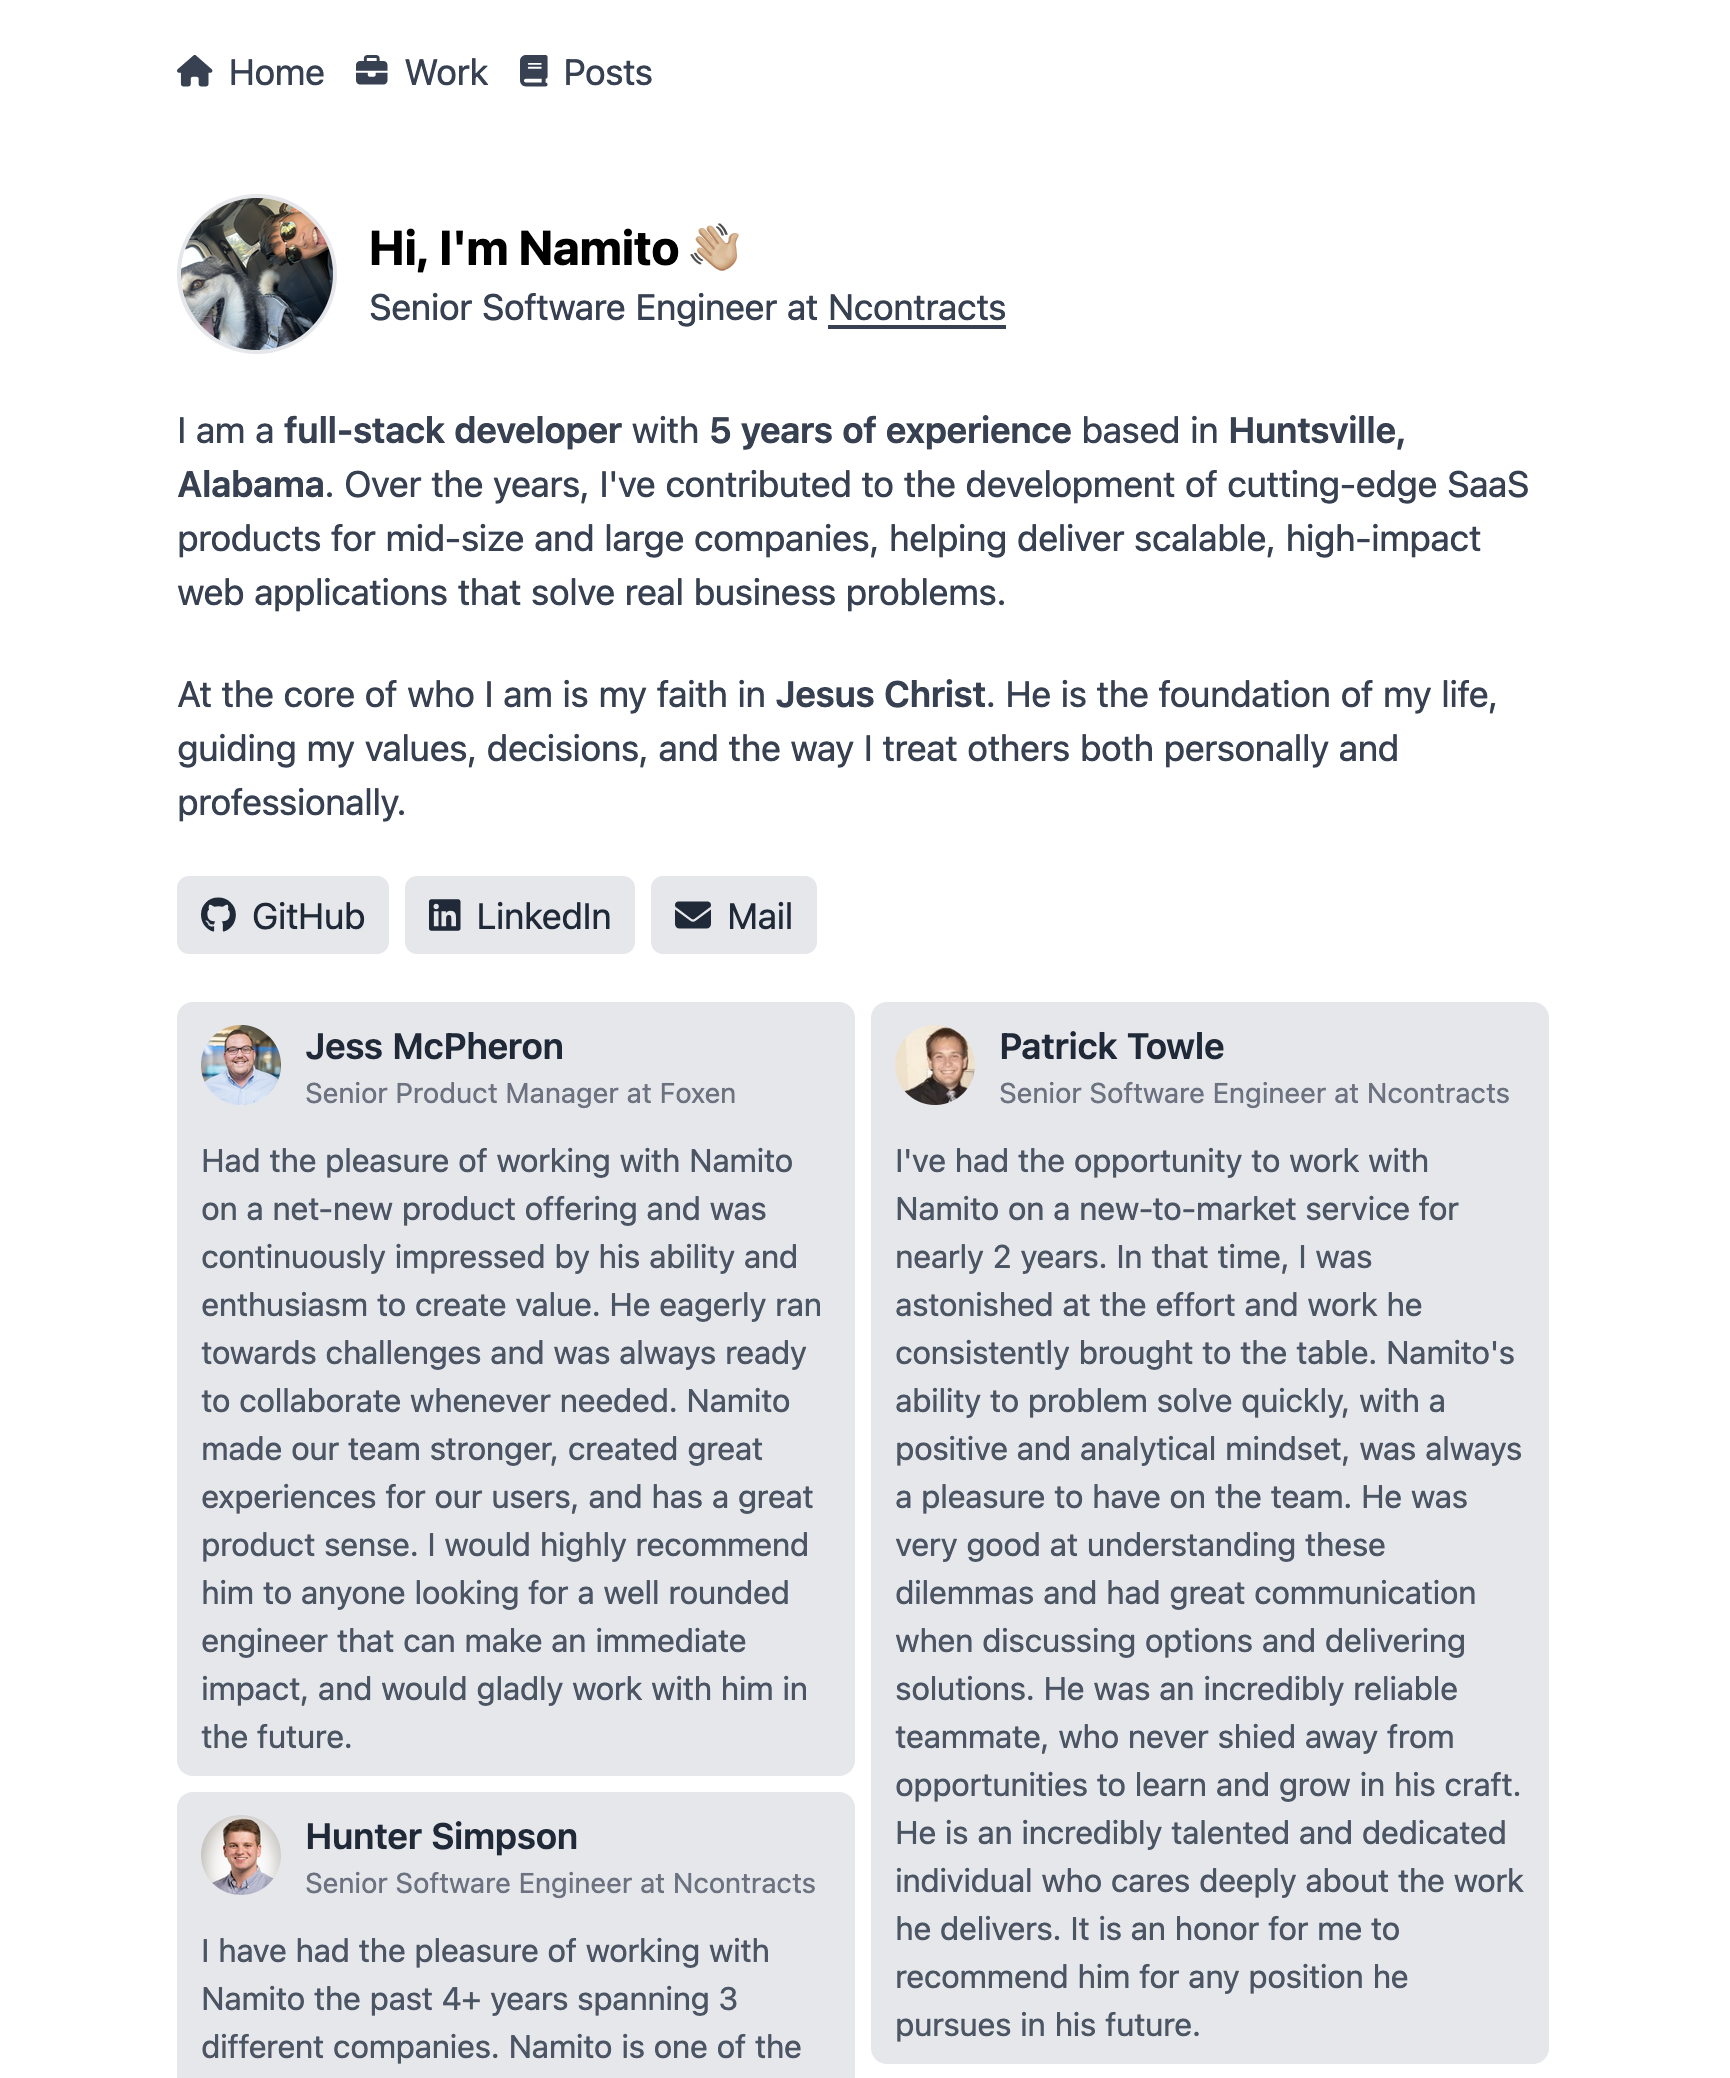 Home Work Posts
Hi, I'm Namito 👋🏼
Senior Software Engineer at Ncontracts
I am a full-stack developer with 5 years of experience based in Huntsville,
Alabama. Over the years, I've contributed to the development of cutting-edge SaaS
products for mid-size and large companies, helping deliver scalable, high-impact
web applications that solve real business problems.
At the core of who I am is my faith in Jesus Christ. He is the foundation of my life,
guiding my values, decisions, and the way I treat others both personally and
professionally.
GitHub LinkedIn Mail
Jess McPheron
Senior Product Manager at Foxen
Had the pleasure of working with Namito
on a net-new product offering and was
continuously impressed by his ability and
enthusiasm to create value. He eagerly ran
towards challenges and was always ready
to collaborate whenever needed. Namito
made our team stronger, created great
experiences for our users, and has a great
product sense. I would highly recommend
him to anyone looking for a well rounded
engineer that can make an immediate
impact, and would gladly work with him in
the future.
Hunter Simpson
Senior Software Engineer at Ncontracts
I have had the pleasure of working with
Namito the past 4+ years spanning 3
different companies. Namito is one of the
Patrick Towle
Senior Software Engineer at Ncontracts
I've had the opportunity to work with
Namito on a new-to-market service for
nearly 2 years. In that time, I was
astonished at the effort and work he
consistently brought to the table. Namito's
ability to problem solve quickly, with a
positive and analytical mindset, was always
a pleasure to have on the team. He was
very good at understanding these
dilemmas and had great communication
when discussing options and delivering
solutions. He was an incredibly reliable
teammate, who never shied away from
opportunities to learn and grow in his craft.
He is an incredibly talented and dedicated
individual who cares deeply about the work
he delivers. It is an honor for me to
recommend him for any position he
pursues in his future.